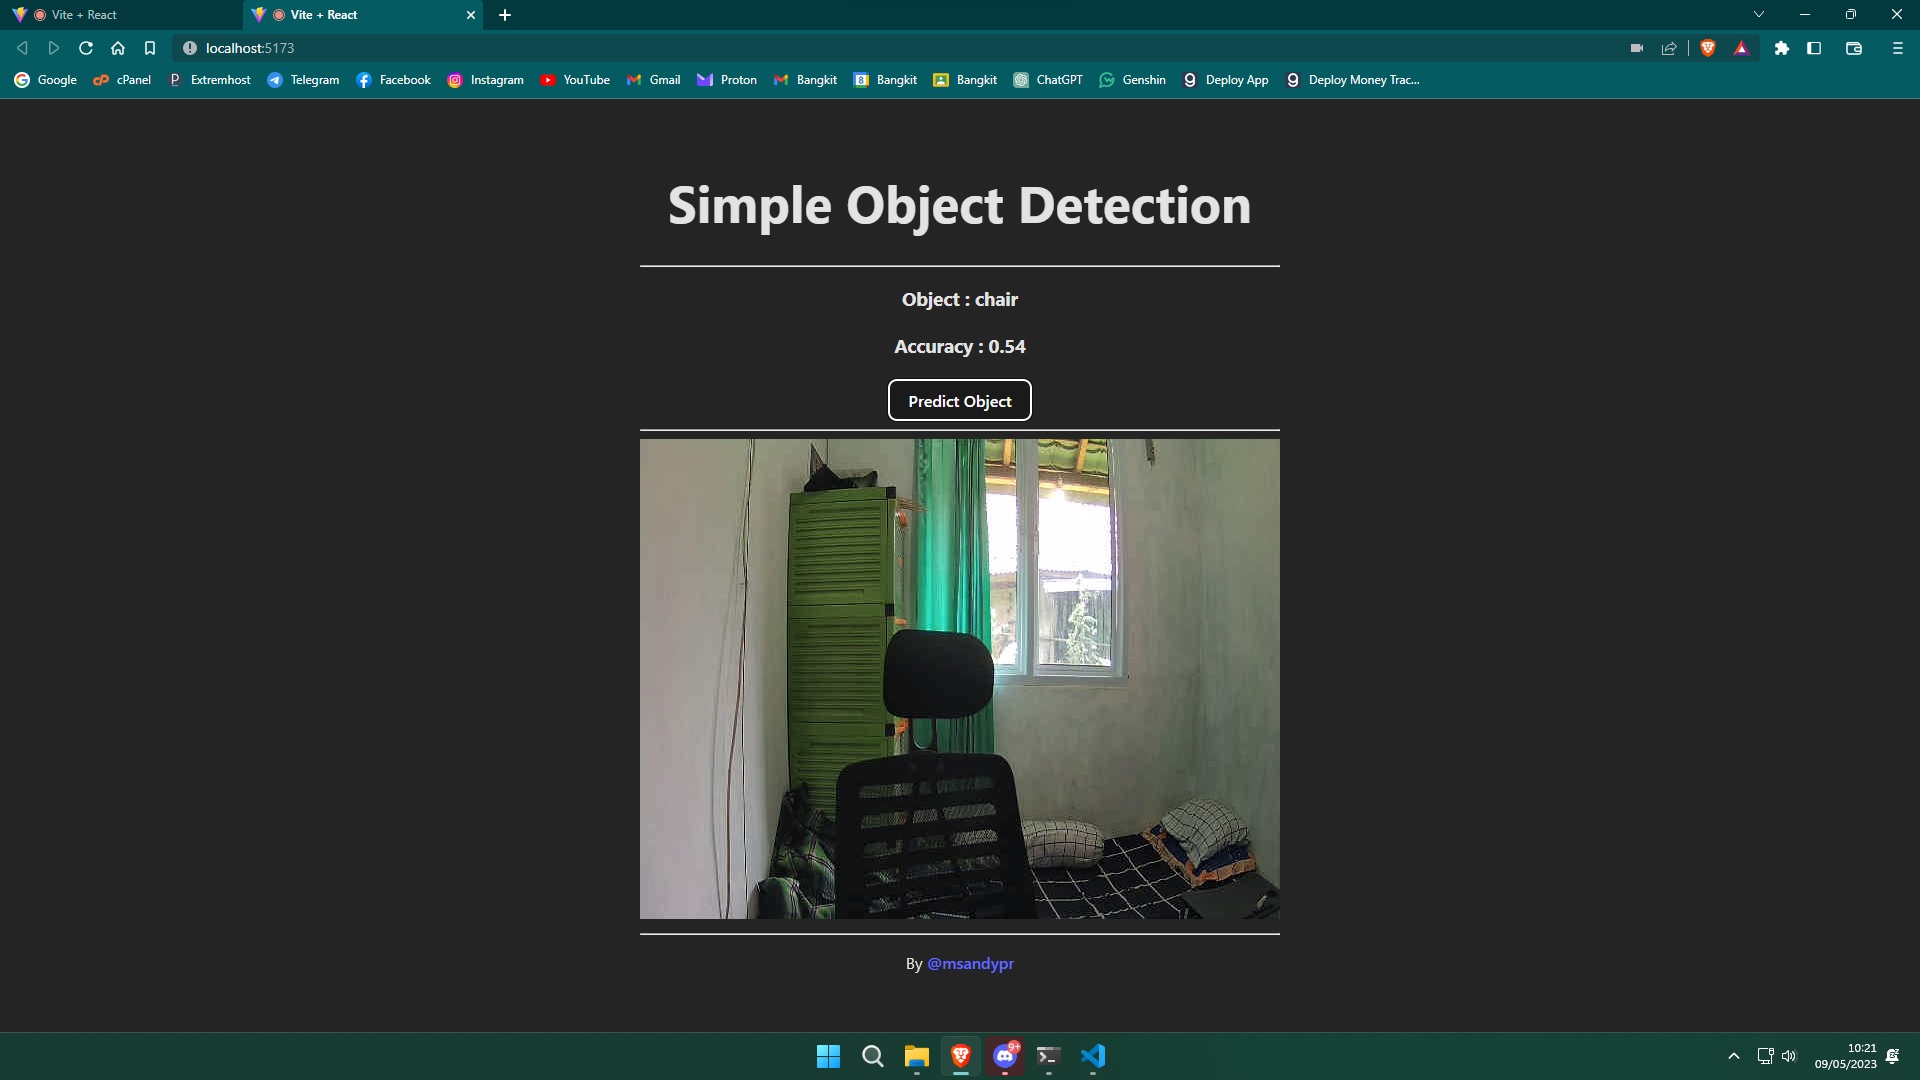 Vite + React
Vite + React
localhost:5173
Google cPanel Extremhost Telegram Facebook Instagram YouTube Gmail Proton Bangkit Bangkit Bangkit ChatGPT Genshin Deploy App Deploy Money Trac...
Simple Object Detection
Object : chair
Accuracy : 0.54
Predict Object
By @msandypr
9+
10:21
09/05/2023